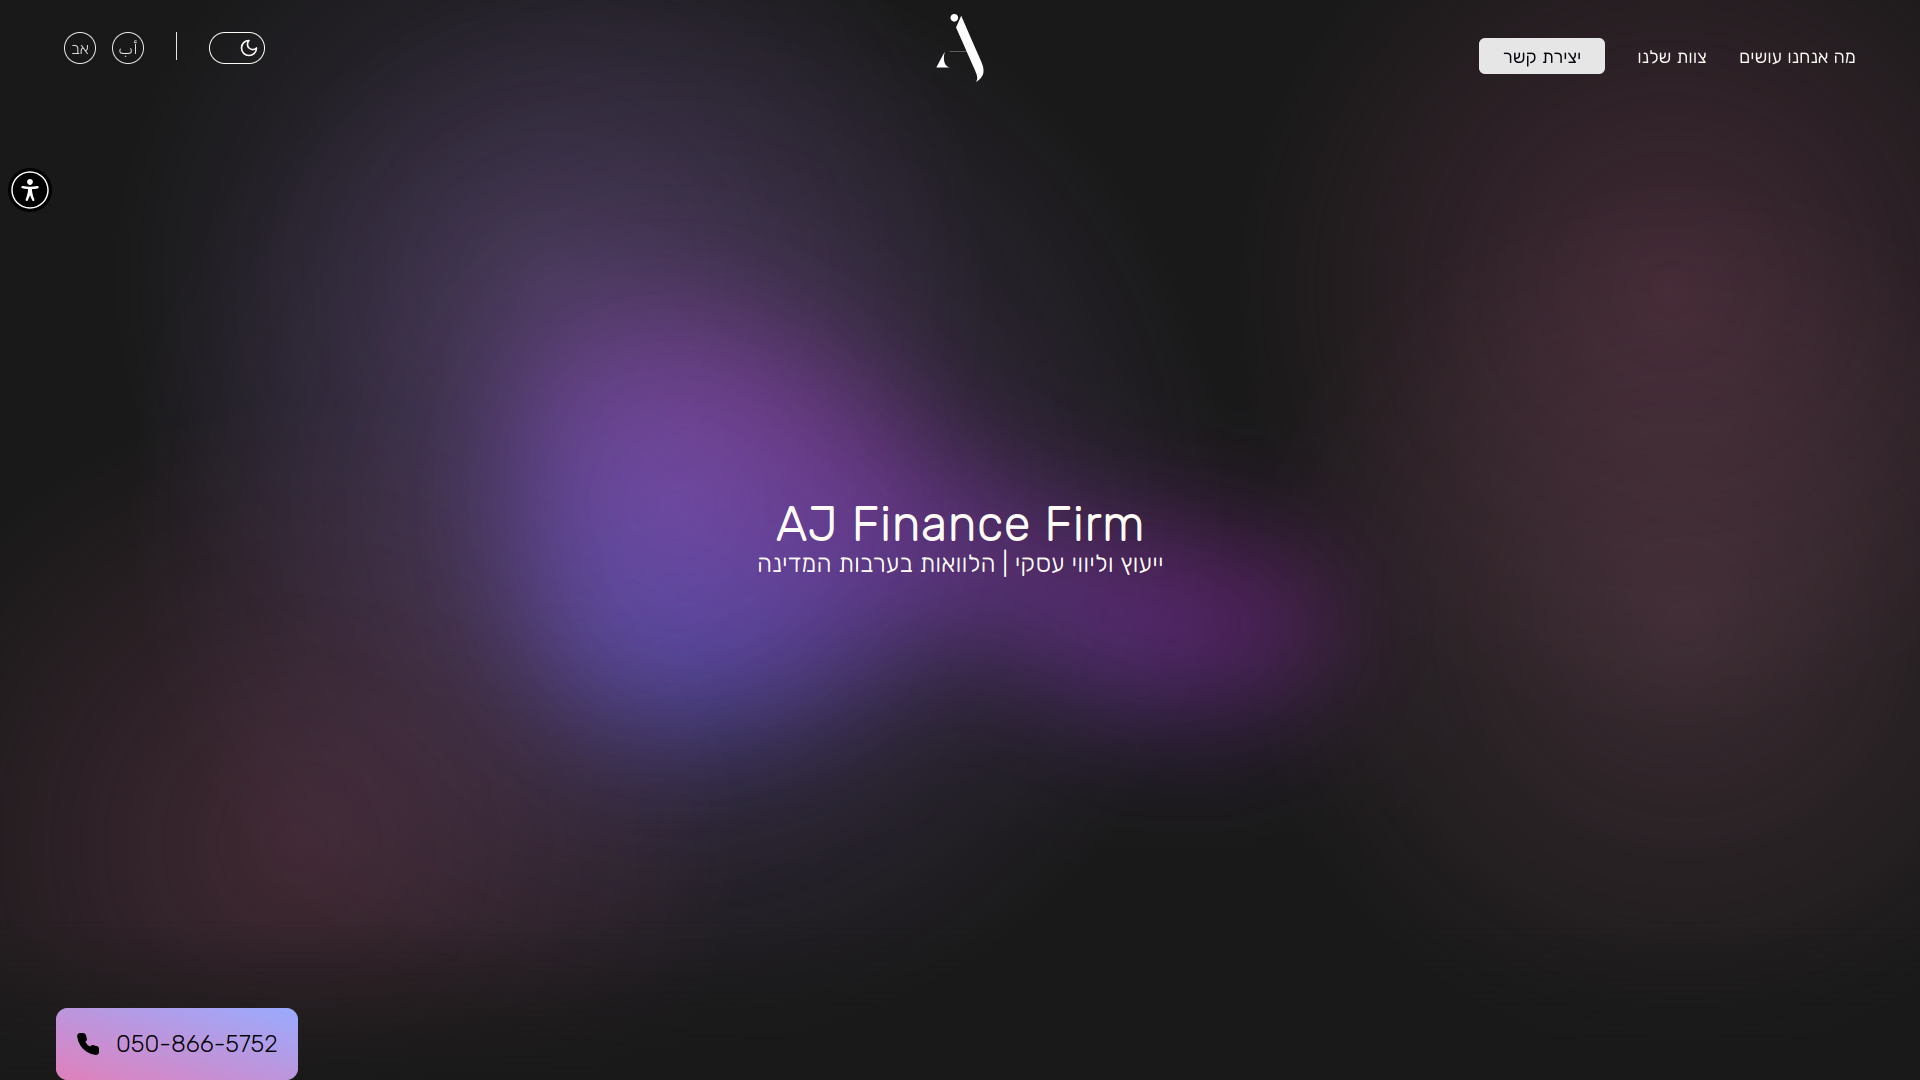 מה אנחנו עושים
צוות שלנו
יצירת קשר
أب
אב
AJ Finance Firm
ייעוץ וליווי עסקי | הלוואות בערבות המדינה
050-866-5752